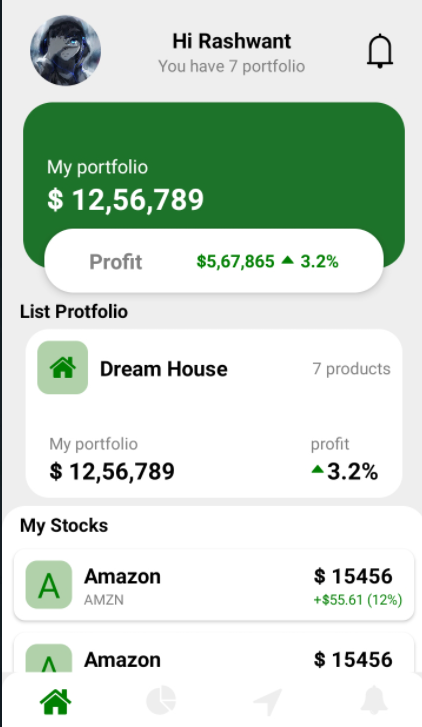 Hi Rashwant
You have 7 portfolio
My portfolio
$ 12,56,789
Profit $5,67,865 3.2%
List Protfolio
Dream House 7 products
My portfolio profit
$ 12,56,789 3.2%
My Stocks
A Amazon $ 15456
AMZN +$55.61 (12%)
A Amazon $ 15456